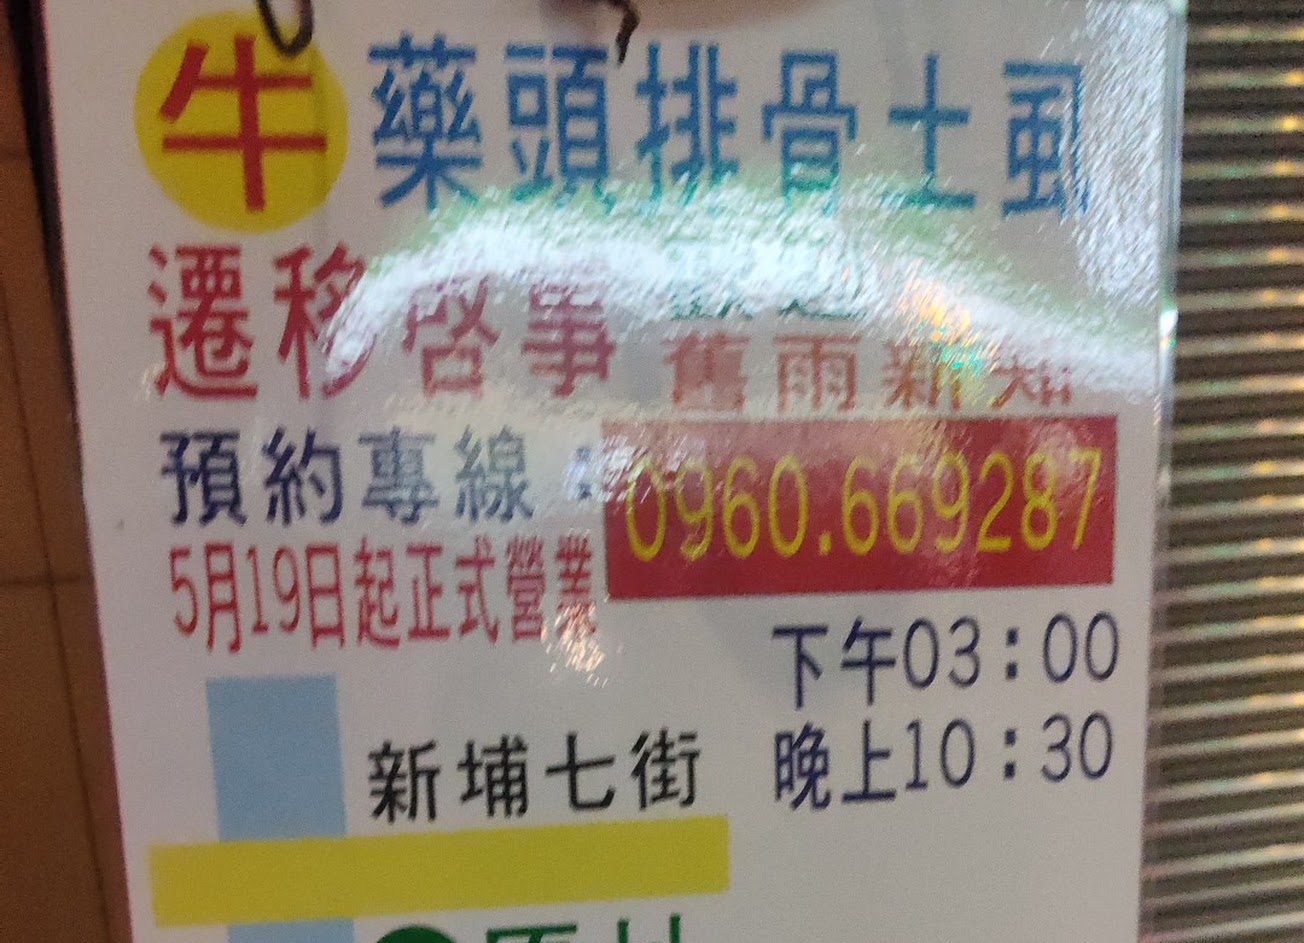 牛 藥頭排骨土虱
遷移啓事
舊雨新知
預約專線：0960.669287
5月19日起正式營業
下午03：00
晚上10：30
新埔七街